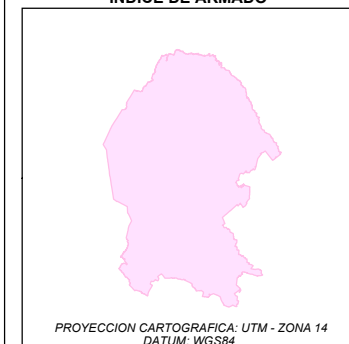 INDICE DE ARMADO
PROYECCION CARTOGRAFICA: UTM - ZONA 14
DATUM: WGS84